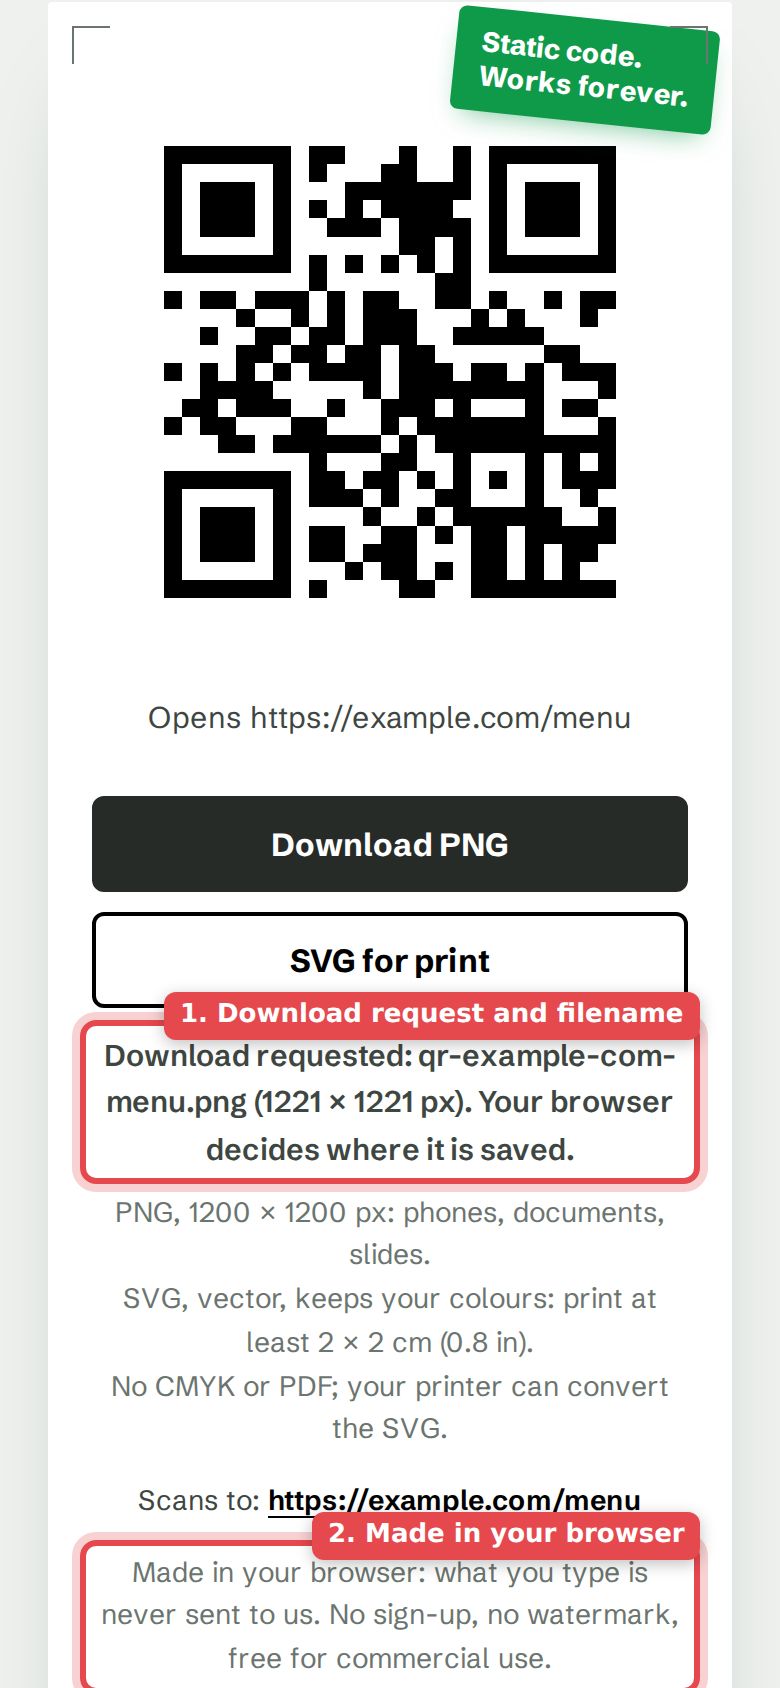 Static code.
Works forever.
Opens https://example.com/menu
Download PNG
SVG for print
1. Download request and filename
Download requested: qr-example-com-
menu.png (1221 × 1221 px). Your browser
decides where it is saved.
PNG, 1200 × 1200 px: phones, documents,
slides.
SVG, vector, keeps your colours: print at
least 2 × 2 cm (0.8 in).
No CMYK or PDF; your printer can convert
the SVG.
Scans to: https://example.com/menu
2. Made in your browser
Made in your browser: what you type is
never sent to us. No sign-up, no watermark,
free for commercial use.